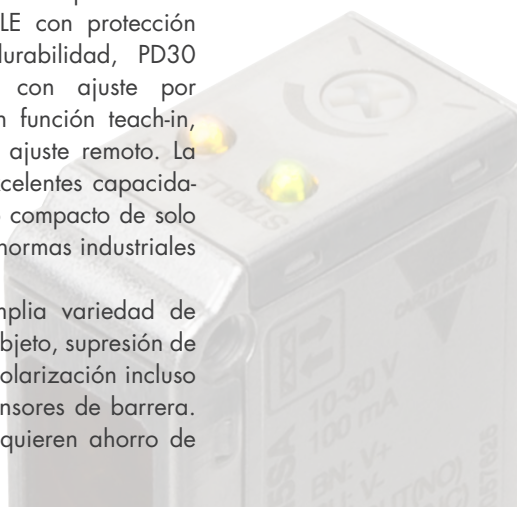 LE con protección
durabilidad, PD30
con ajuste por
n función teach-in,
ajuste remoto. La
xcelentes capacida-
o compacto de solo
normas industriales
mplia variedad de
bjeto, supresión de
olarización incluso
nsores de barrera.
quieren ahorro de
STABLE
10-30 V
100 mA
BN: V+